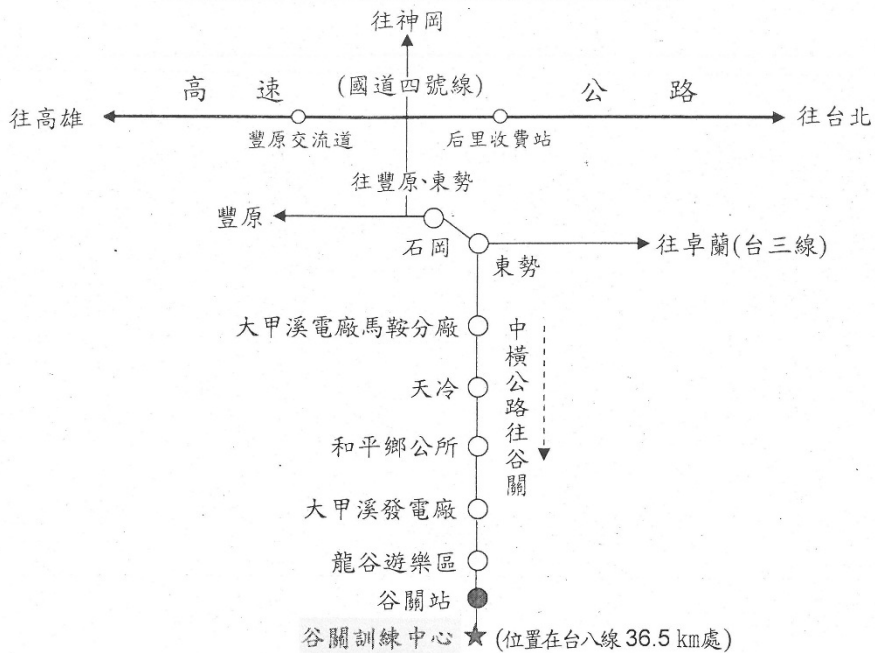 往神岡
高速公路
(國道四號線)
往高雄
豐原交流道
后里收費站
往台北
往豐原、東勢
豐原
石岡
東勢
往卓蘭(台三線)
大甲溪電廠馬鞍分廠
天冷
和平鄉公所
大甲溪發電廠
龍谷遊樂區
谷關站
中橫公路往谷關
谷關訓練中心
(位置在台八線 36.5 km處)